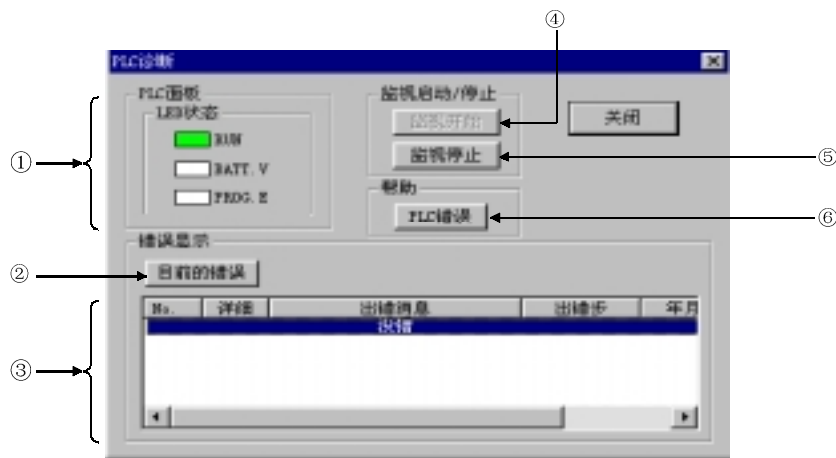 ④
PLC诊断
PLC面板
LED状态
RUN
BATT. V
PROG. E
监视启动/停止
监视开始
监视停止
关闭
帮助
PLC错误
①
⑤
⑥
错误显示
②
目前的错误
No. 详细 出错消息 出错步 年月
没错
③